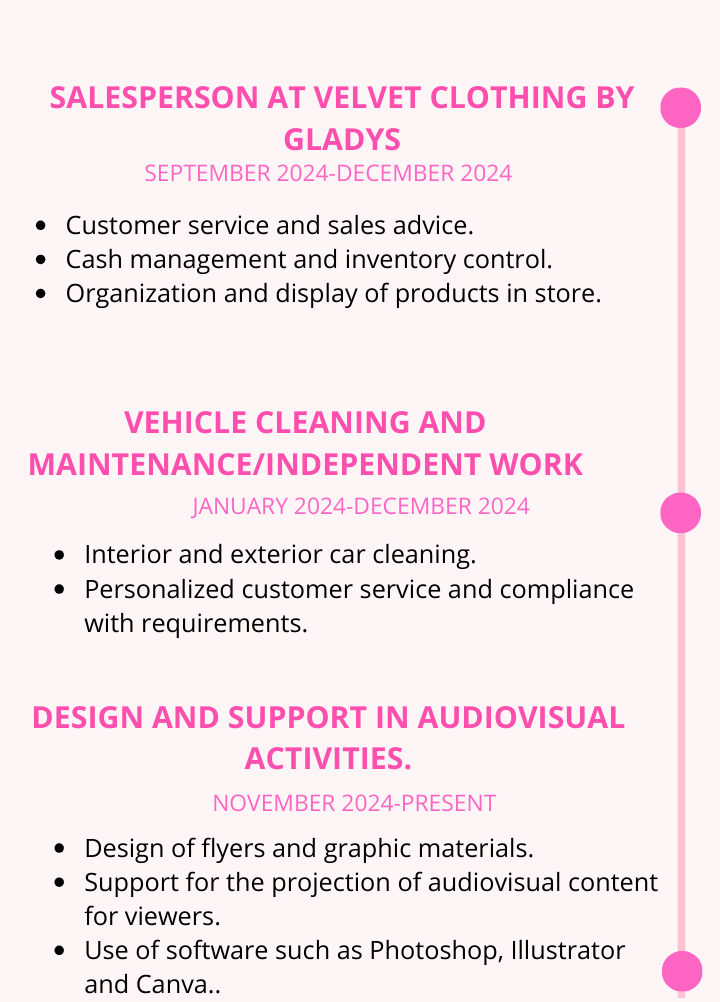 SALESPERSON AT VELVET CLOTHING BY
GLADYS
SEPTEMBER 2024-DECEMBER 2024
• Customer service and sales advice.
• Cash management and inventory control.
• Organization and display of products in store.
VEHICLE CLEANING AND
MAINTENANCE/INDEPENDENT WORK
JANUARY 2024-DECEMBER 2024
• Interior and exterior car cleaning.
• Personalized customer service and compliance
with requirements.
DESIGN AND SUPPORT IN AUDIOVISUAL
ACTIVITIES.
NOVEMBER 2024-PRESENT
• Design of flyers and graphic materials.
• Support for the projection of audiovisual content
for viewers.
• Use of software such as Photoshop, Illustrator
and Canva..